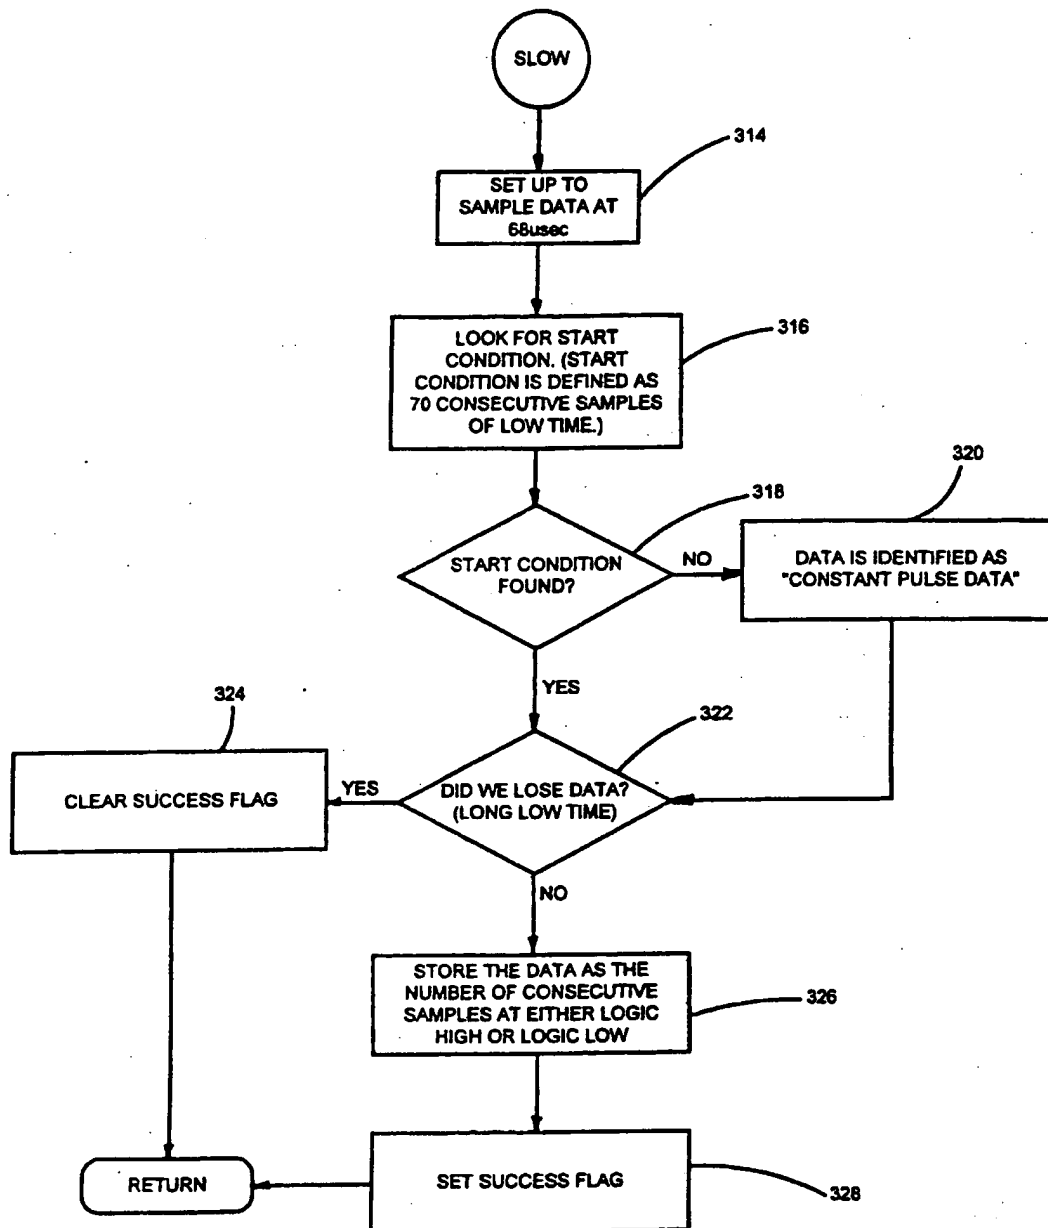 SLOW
314
SET UP TO
SAMPLE DATA AT
68usec
316
LOOK FOR START
CONDITION. (START
CONDITION IS DEFINED AS
70 CONSECUTIVE SAMPLES
OF LOW TIME.)
320
318
START CONDITION
FOUND?
NO
DATA IS IDENTIFIED AS
"CONSTANT PULSE DATA"
YES
324
322
CLEAR SUCCESS FLAG
YES
DID WE LOSE DATA?
(LONG LOW TIME)
NO
STORE THE DATA AS THE
NUMBER OF CONSECUTIVE
SAMPLES AT EITHER LOGIC
HIGH OR LOGIC LOW
326
RETURN
SET SUCCESS FLAG
328